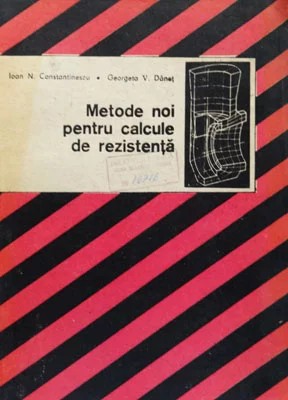 Ioan N. Constantinescu • Georgeta V. Dăneț
Metode noi
pentru calcule
de rezistență